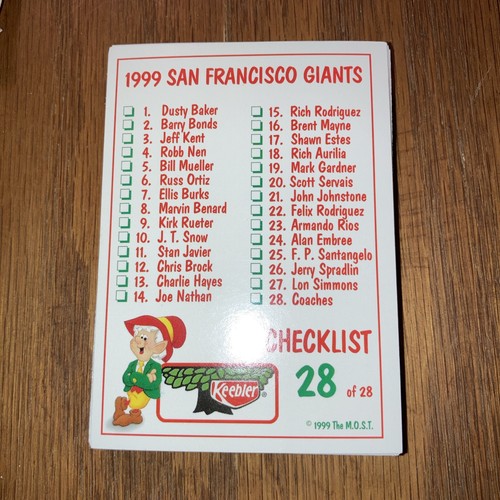 1999 SAN FRANCISCO GIANTS
1. Dusty Baker
2. Barry Bonds
3. Jeff Kent
4. Robb Nen
5. Bill Mueller
6. Russ Ortiz
7. Ellis Burks
8. Marvin Benard
9. Kirk Rueter
10. J. T. Snow
11. Stan Javier
12. Chris Brock
13. Charlie Hayes
14. Joe Nathan
15. Rich Rodriguez
16. Brent Mayne
17. Shawn Estes
18. Rich Aurilia
19. Mark Gardner
20. Scott Servais
21. John Johnstone
22. Felix Rodriguez
23. Armando Rios
24. Alan Embree
25. F. P. Santangelo
26. Jerry Spradlin
27. Lon Simmons
28. Coaches
CHECKLIST
28 of 28
Keebler®
© 1999 The M.O.S.T.